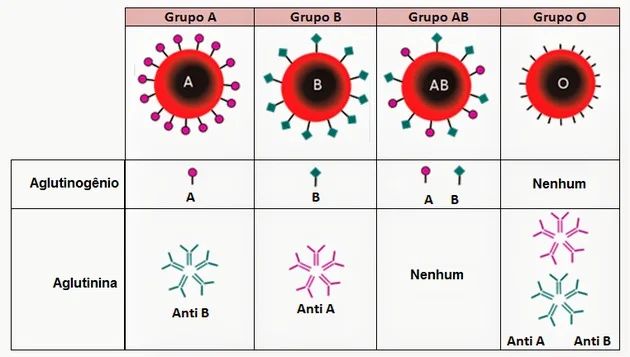 Grupo A Grupo B Grupo AB Grupo O
A B AB O
Aglutinogênio
A B A B Nenhum
Aglutinina
Anti B Anti A Nenhum Anti A Anti B